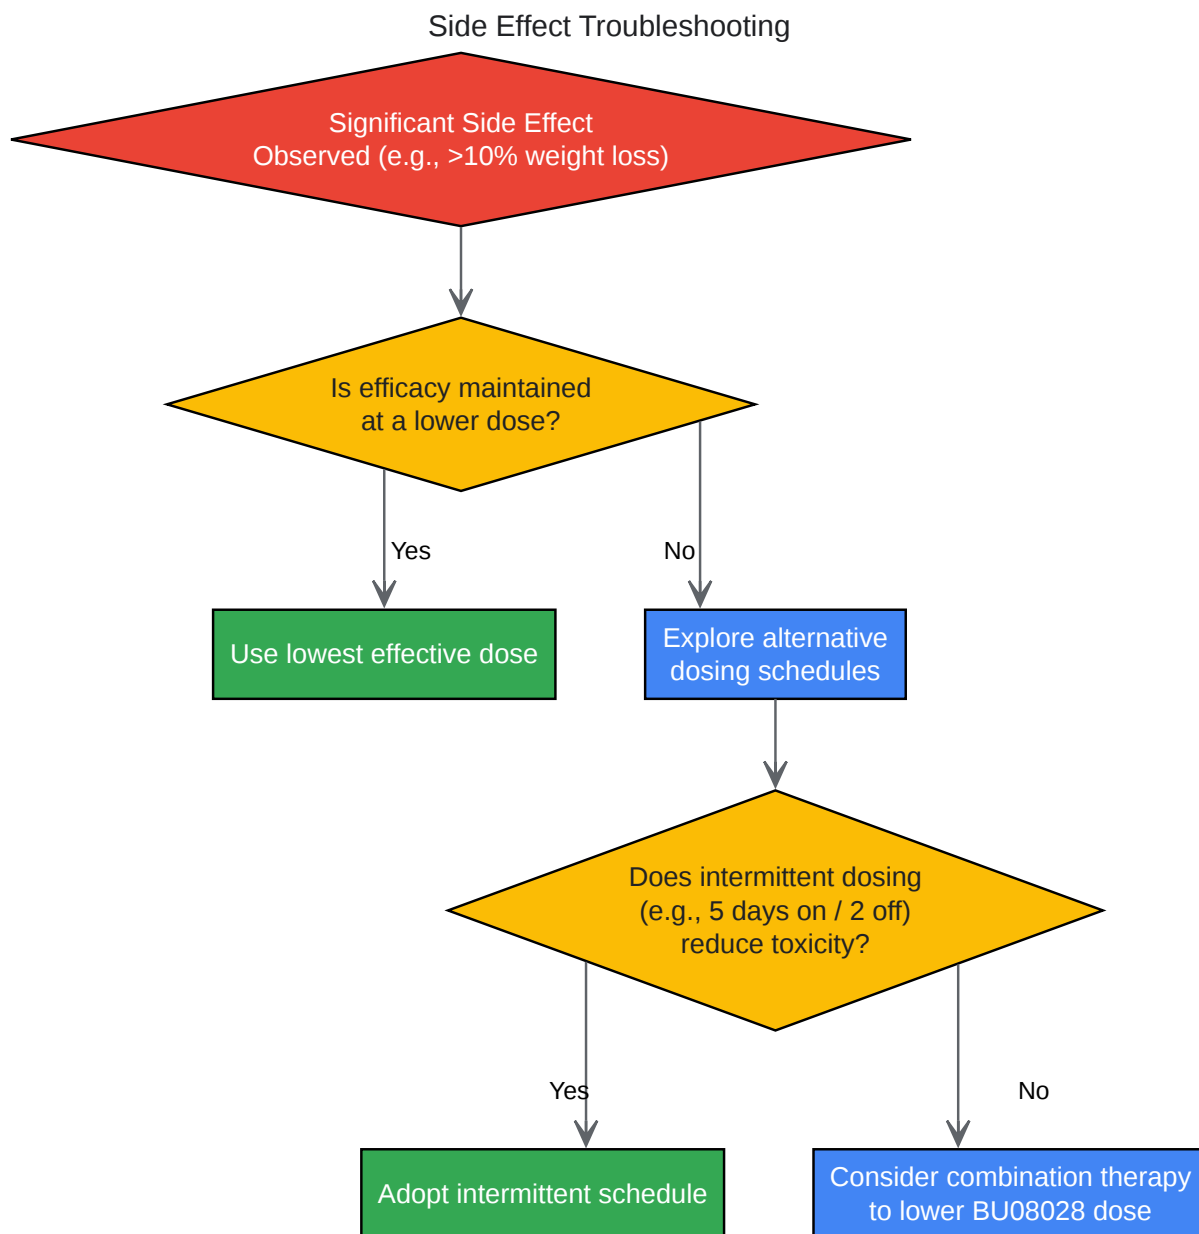 Side Effect Troubleshooting
Significant Side Effect
Observed (e.g., >10% weight loss)
Is efficacy maintained
at a lower dose?
Yes
No
Use lowest effective dose
Explore alternative
dosing schedules
Does intermittent dosing
(e.g., 5 days on / 2 off)
reduce toxicity?
Yes
No
Adopt intermittent schedule
Consider combination therapy
to lower BU08028 dose